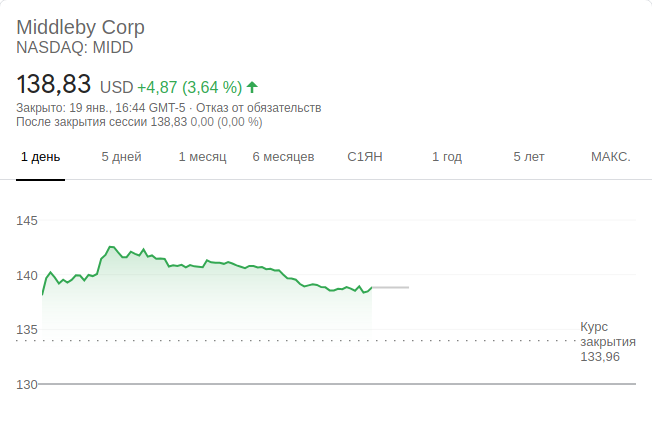 Middleby Corp
NASDAQ: MIDD
138,83 USD +4,87 (3,64 %)
Закрыто: 19 янв., 16:44 GMT-5 · Отказ от обязательств
После закрытия сессии 138,83 0,00 (0,00 %)
1 день 5 дней 1 месяц 6 месяцев С1ЯН 1 год 5 лет МАКС.
145
140
135
Курс
закрытия
133,96
130